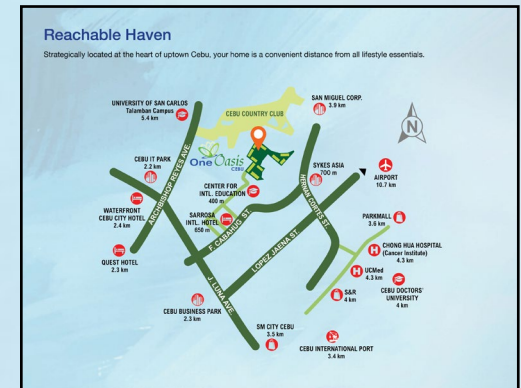 Reachable Haven
Strategically located at the heart of uptown Cebu, your home is a convenient distance from all lifestyle essentials.
UNIVERSITY OF SAN CARLOS
Talamban Campus
5.4 km
CEBU COUNTRY CLUB
SAN MIGUEL CORP.
3.9 km
N
CEBU IT PARK
2.2 km
ARCHBISHOP REYES AVE.
One Oasis
CEBU
SYKES ASIA
700 m
AIRPORT
10.7 km
CENTER FOR
INTL. EDUCATION
400 m
HERNAN CORTES ST.
WATERFRONT
CEBU CITY HOTEL
2.4 km
SARROSA
INTL. HOTEL
650 m
F. CABAHUG ST.
PARKMALL
3.6 km
QUEST HOTEL
2.3 km
LOPEZ JAENA ST.
CHONG HUA HOSPITAL
(Cancer Institute)
4.3 km
H
UCMed
4.3 km
H
J. LUNA AVE.
S&R
4 km
CEBU DOCTORS'
UNIVERSITY
4 km
CEBU BUSINESS PARK
2.3 km
SM CITY CEBU
3.5 km
CEBU INTERNATIONAL PORT
3.4 km